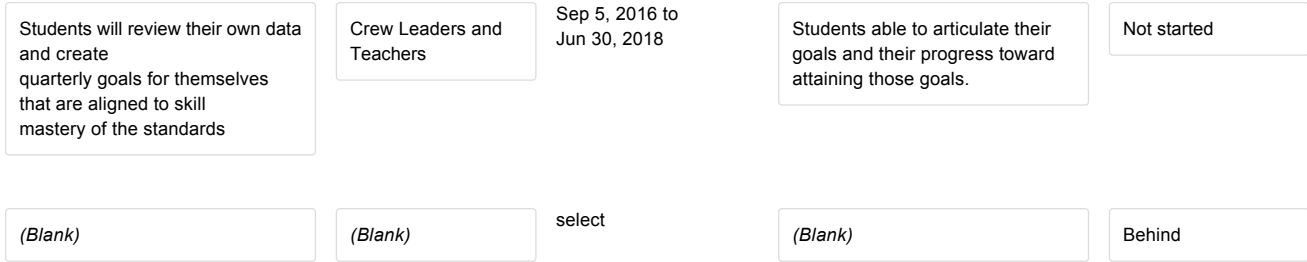 Students will review their own data
and create
quarterly goals for themselves
that are aligned to skill
mastery of the standards
Crew Leaders and
Teachers
Sep 5, 2016 to
Jun 30, 2018
Students able to articulate their
goals and their progress toward
attaining those goals.
Not started
(Blank)
(Blank)
select
(Blank)
Behind